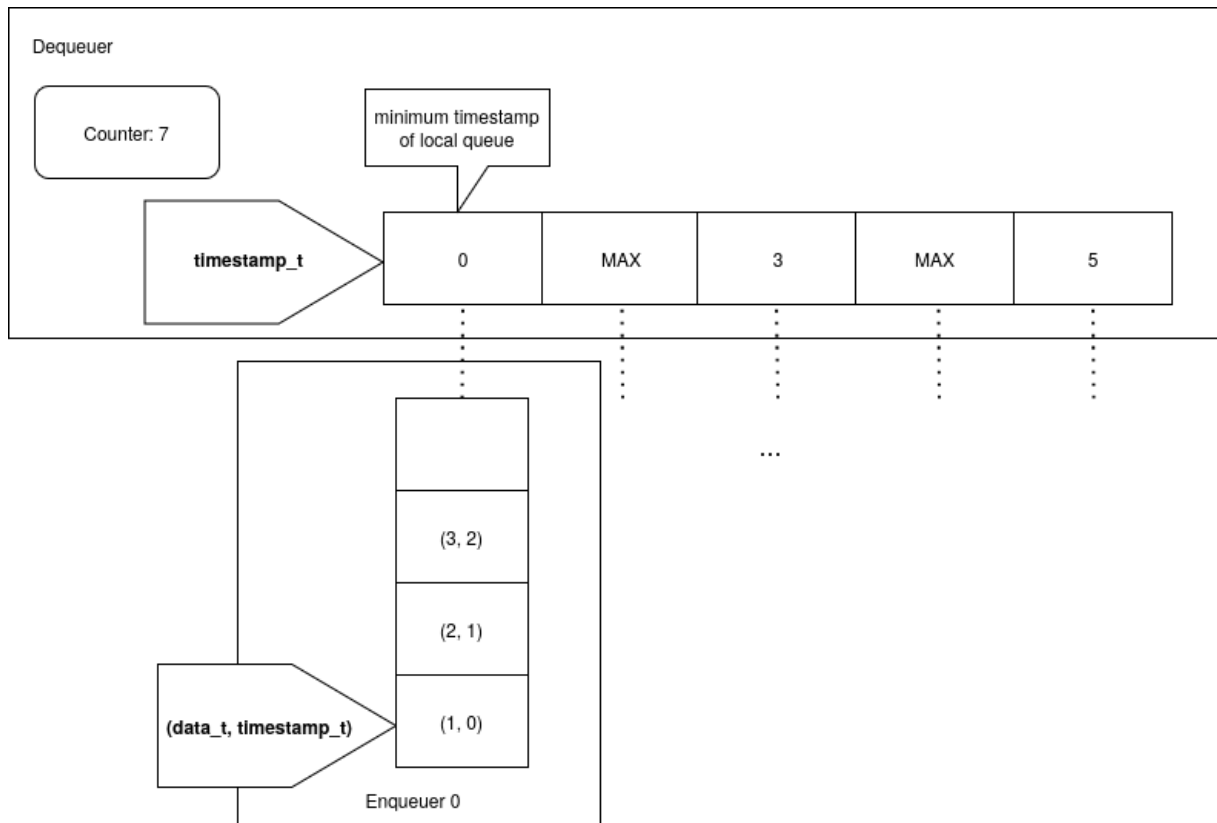 Dequeuer
Counter: 7
minimum timestamp
of local queue
timestamp_t
0
MAX
3
MAX
5
...
(3, 2)
(2, 1)
(data_t, timestamp_t)
(1, 0)
Enqueuer 0